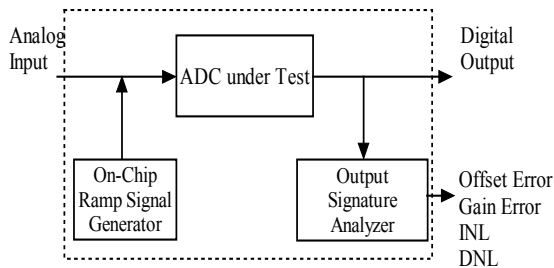 Analog
Input
ADC under Test
Digital
Output
On-Chip
Ramp Signal
Generator
Output
Signature
Analyzer
Offset Error
Gain Error
INL
DNL